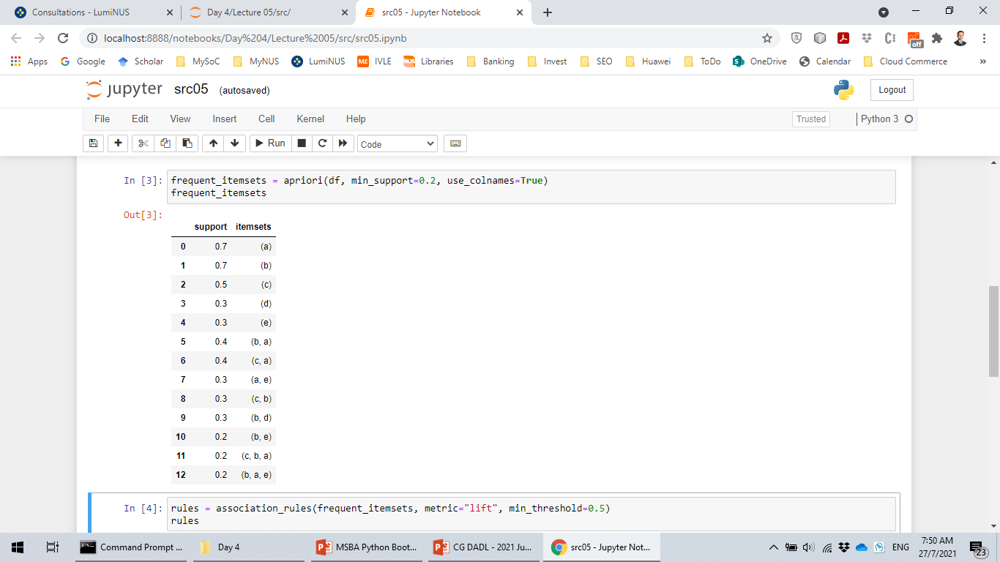 Consultations - LumiNUS
Day 4/Lecture 05/src/
src05 - Jupyter Notebook
localhost:8888/notebooks/Day%204/Lecture%2005/src/src05.ipynb
off
Apps
Google
Scholar
MySoC
MyNUS
LumiNUS
ME IVLE
NUS Libraries
Banking
Invest
SEO
Huawei
ToDo
OneDrive
Calendar
Cloud Commerce
»
jupyter src05 (autosaved)
Logout
File Edit View Insert Cell Kernel Help
Trusted
Python 3
Run
Code
In [3]: frequent_itemsets = apriori(df, min_support=0.2, use_colnames=True)
frequent_itemsets
Out[3]:
support itemsets
0 0.7 (a)
1 0.7 (b)
2 0.5 (c)
3 0.3 (d)
4 0.3 (e)
5 0.4 (b, a)
6 0.4 (c, a)
7 0.3 (a, e)
8 0.3 (c, b)
9 0.3 (b, d)
10 0.2 (b, e)
11 0.2 (c, b, a)
12 0.2 (b, a, e)
In [4]: rules = association_rules(frequent_itemsets, metric="lift", min_threshold=0.5)
rules
Command Prompt ...
Day 4
MSBA Python Boot...
CG DADL - 2021 Ju...
src05 - Jupyter Not...
ENG
7:50 AM
27/7/2021
23